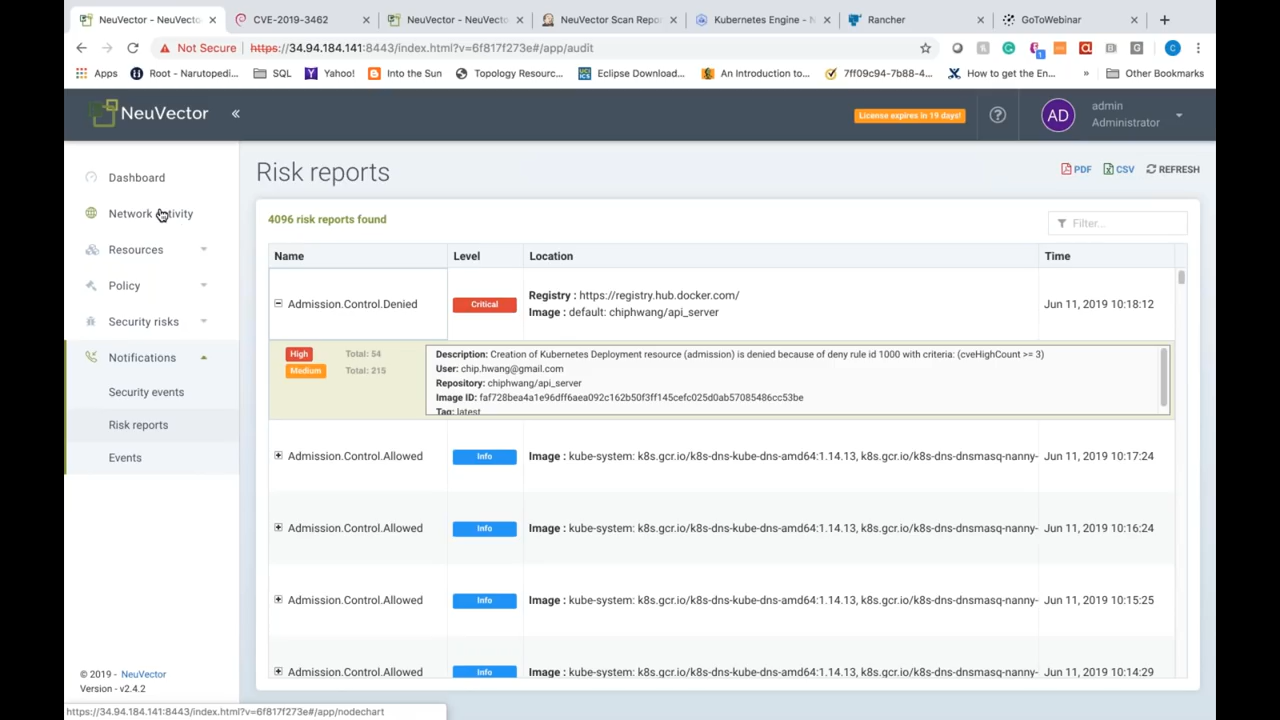 NeuVector - NeuVecto
CVE-2019-3462
NeuVector - NeuVecto
NeuVector Scan Repo
Kubernetes Engine - N
Rancher
GoToWebinar
Not Secure
https://34.94.184.141:8443/index.html?v=6f817f273e#/app/audit
Apps
Root - Narutopedi...
SQL
Yahoo!
Into the Sun
Topology Resourc...
Eclipse Download...
An Introduction to...
7ff09c94-7b88-4...
How to get the En...
»
Other Bookmarks
NeuVector
«
License expires in 19 days!
AD
admin
Administrator
Dashboard
Network Activity
Resources
Policy
Security risks
Notifications
Security events
Risk reports
Events
© 2019 - NeuVector
Version - v2.4.2
Risk reports
PDF
CSV
REFRESH
4096 risk reports found
Filter...
Name Level Location Time
Admission.Control.Denied
Critical
Registry : https://registry.hub.docker.com/
Image : default: chiphwang/api_server
Jun 11, 2019 10:18:12
High Total: 54
Medium Total: 215
Description: Creation of Kubernetes Deployment resource (admission) is denied because of deny rule id 1000 with criteria: (cveHighCount >= 3)
User: chip.hwang@gmail.com
Repository: chiphwang/api_server
Image ID: faf728bea4a1e96dff6aea092c162b50f3ff145cefc025d0ab57085486cc53be
Tag: latest
Admission.Control.Allowed Info Image : kube-system: k8s.gcr.io/k8s-dns-kube-dns-amd64:1.14.13, k8s.gcr.io/k8s-dns-dnsmasq-nanny- Jun 11, 2019 10:17:24
Admission.Control.Allowed Info Image : kube-system: k8s.gcr.io/k8s-dns-kube-dns-amd64:1.14.13, k8s.gcr.io/k8s-dns-dnsmasq-nanny- Jun 11, 2019 10:16:24
Admission.Control.Allowed Info Image : kube-system: k8s.gcr.io/k8s-dns-kube-dns-amd64:1.14.13, k8s.gcr.io/k8s-dns-dnsmasq-nanny- Jun 11, 2019 10:15:25
Admission.Control.Allowed Info Image : kube-system: k8s.gcr.io/k8s-dns-kube-dns-amd64:1.14.13, k8s.gcr.io/k8s-dns-dnsmasq-nanny- Jun 11, 2019 10:14:29
https://34.94.184.141:8443/index.html?v=6f817f273e#/app/nodechart